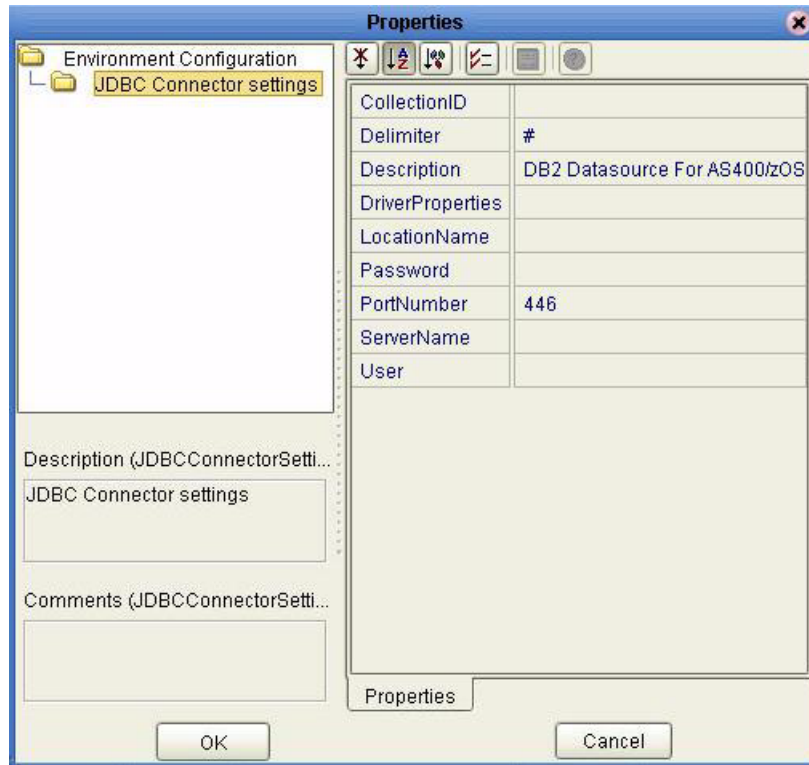 Properties
Environment Configuration
JDBC Connector settings
CollectionID
Delimiter #
Description DB2 Datasource For AS400/zOS
DriverProperties
LocationName
Password
PortNumber 446
ServerName
User
Description (JDBCConnectorSetti...
JDBC Connector settings
Comments (JDBCConnectorSetti...
Properties
OK
Cancel